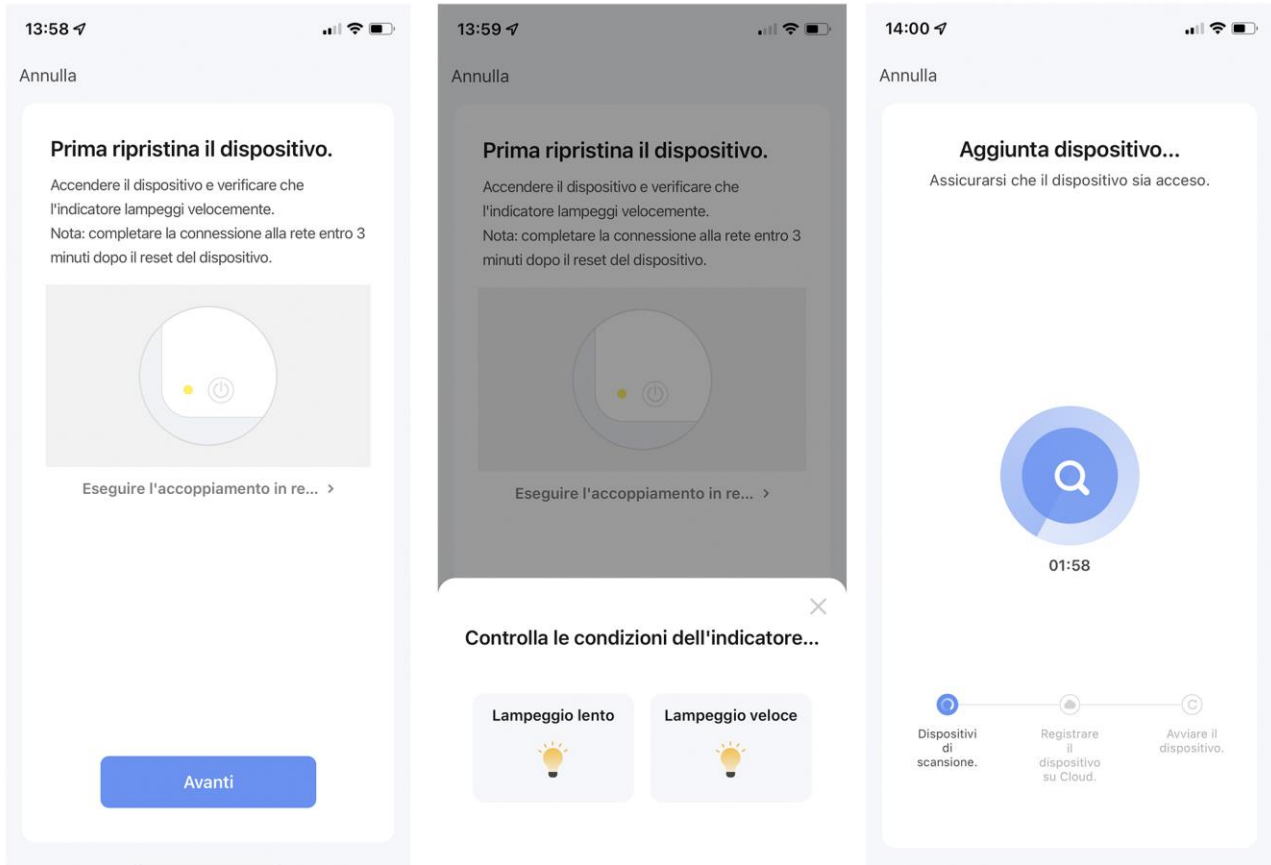 13:58
Annulla
Prima ripristina il dispositivo.
Accendere il dispositivo e verificare che
l'indicatore lampeggi velocemente.
Nota: completare la connessione alla rete entro 3
minuti dopo il reset del dispositivo.
Eseguire l'accoppiamento in re... >
Avanti
13:59
Annulla
Prima ripristina il dispositivo.
Accendere il dispositivo e verificare che
l'indicatore lampeggi velocemente.
Nota: completare la connessione alla rete entro 3
minuti dopo il reset del dispositivo.
Eseguire l'accoppiamento in re... >
Controlla le condizioni dell'indicatore...
Lampeggio lento
Lampeggio veloce
14:00
Annulla
Aggiunta dispositivo...
Assicurarsi che il dispositivo sia acceso.
01:58
Dispositivi
di
scansione.
Registrare
il
dispositivo
su Cloud.
Avviare il
dispositivo.